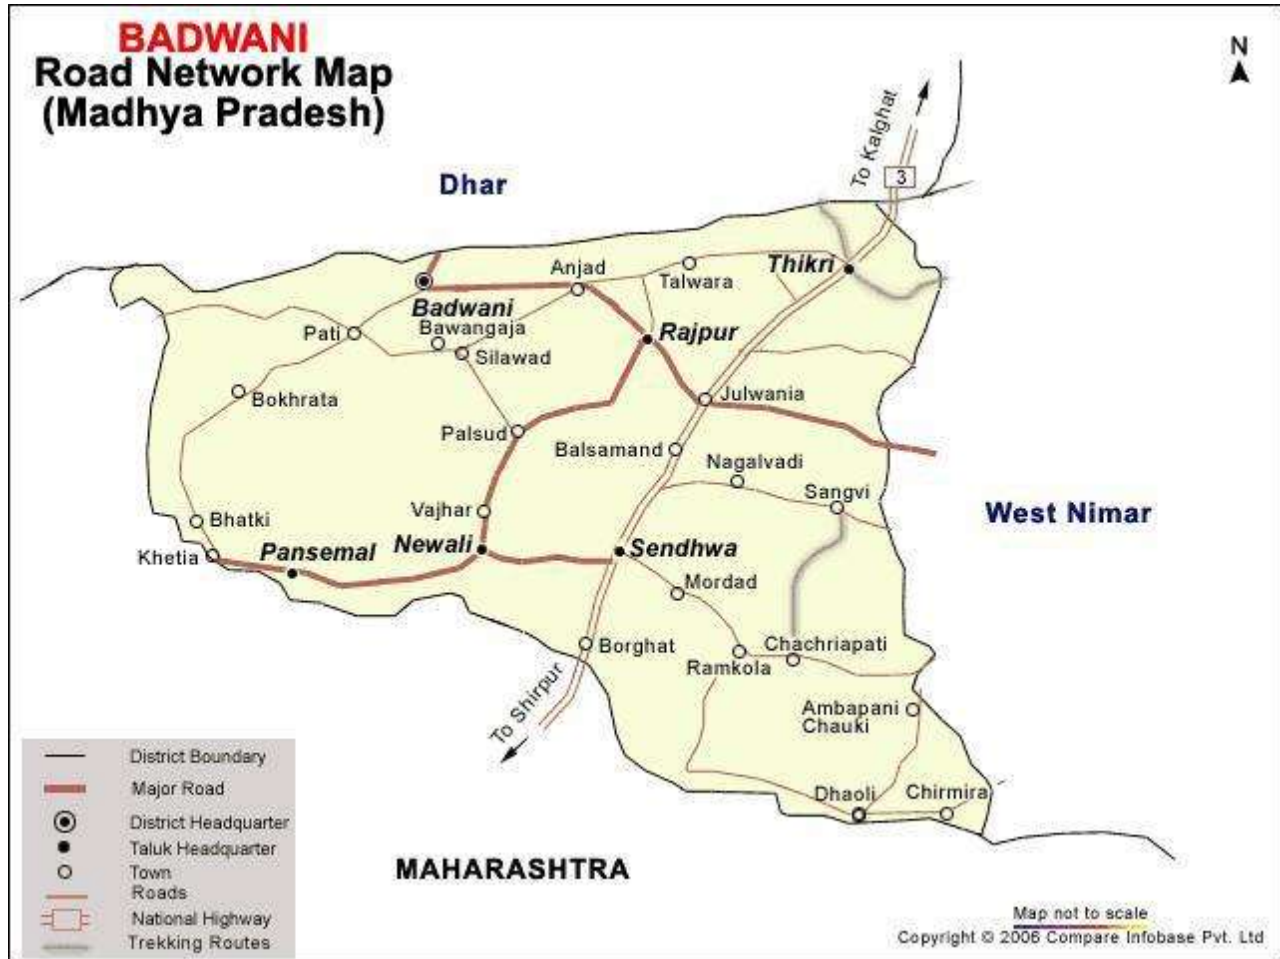 BADWANI
Road Network Map
(Madhya Pradesh)
N
To Kalghat
3
Dhar
Anjad
Talwara
Thikri
Badwani
Bawangaja
Pati
Silawad
Rajpur
Bokhrata
Julwania
Palsud
Balsamand
Nagalvadi
Sangvi
Vajhar
Bhatki
West Nimar
Khetia
Pansemal
Newali
Sendhwa
Mordad
Borghat
Chachriapati
Ramkola
To Shirpur
Ambapani
Chauki
Dhaoli
Chirmira
District Boundary
Major Road
District Headquarter
Taluk Headquarter
Town
Roads
National Highway
Trekking Routes
MAHARASHTRA
Map not to scale
Copyright © 2006 Compare Infobase Pvt. Ltd